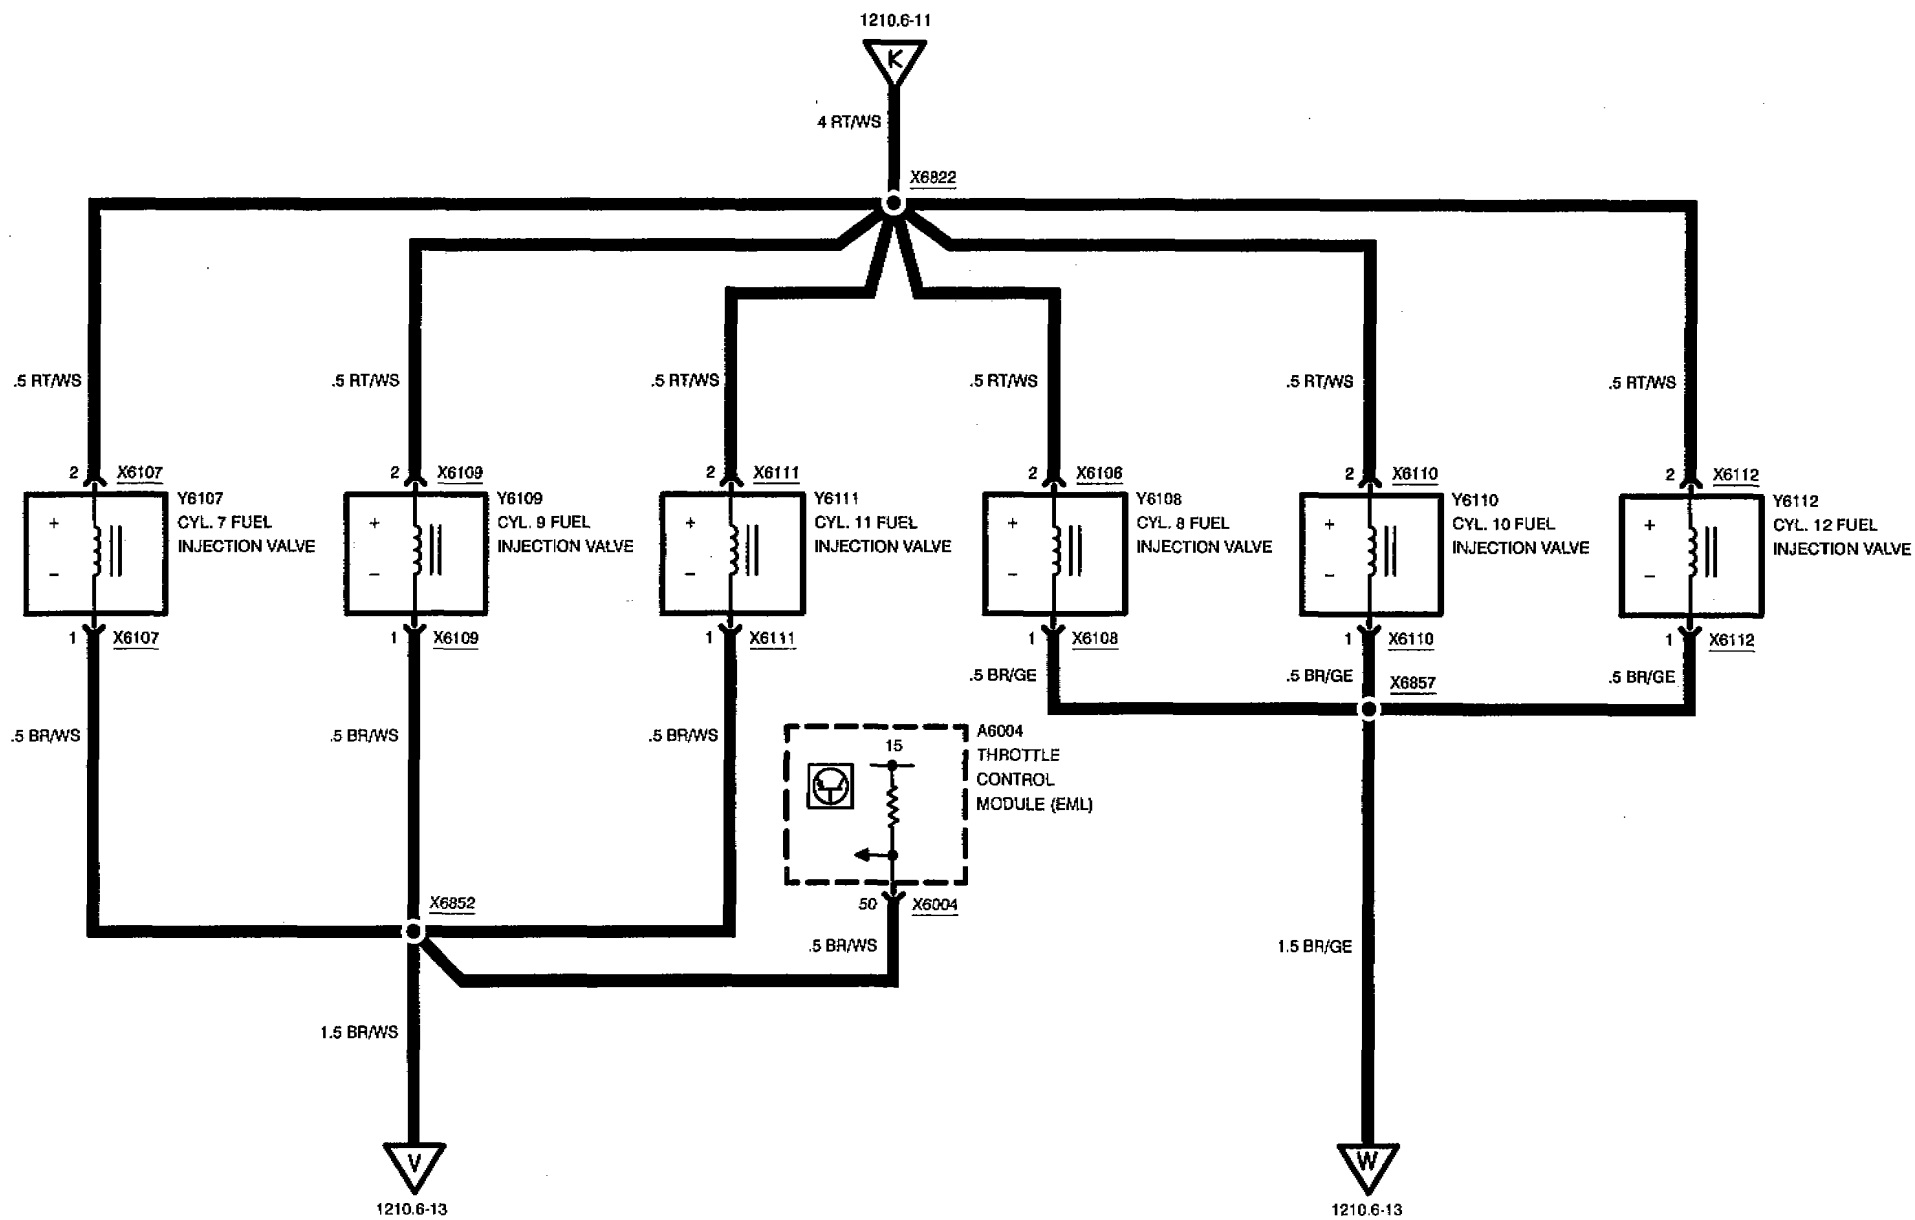 1210.6-11
K
4 RT/WS
X6822
.5 RT/WS
.5 RT/WS
.5 RT/WS
.5 RT/WS
.5 RT/WS
.5 RT/WS
2 X6107
2 X6109
2 X6111
2 X6106
2 X6110
2 X6112
+
-
Y6107
CYL. 7 FUEL
INJECTION VALVE
+
-
Y6109
CYL. 9 FUEL
INJECTION VALVE
+
-
Y6111
CYL. 11 FUEL
INJECTION VALVE
+
-
Y6108
CYL. 8 FUEL
INJECTION VALVE
+
-
Y6110
CYL. 10 FUEL
INJECTION VALVE
+
-
Y6112
CYL. 12 FUEL
INJECTION VALVE
1 X6107
1 X6109
1 X6111
1 X6108
1 X6110
1 X6112
.5 BR/GE
.5 BR/GE
.5 BR/GE
X6857
.5 BR/WS
.5 BR/WS
.5 BR/WS
15
A6004
THROTTLE
CONTROL
MODULE (EML)
50 X6004
X6852
.5 BR/WS
1.5 BR/GE
1.5 BR/WS
V
1210.6-13
W
1210.6-13